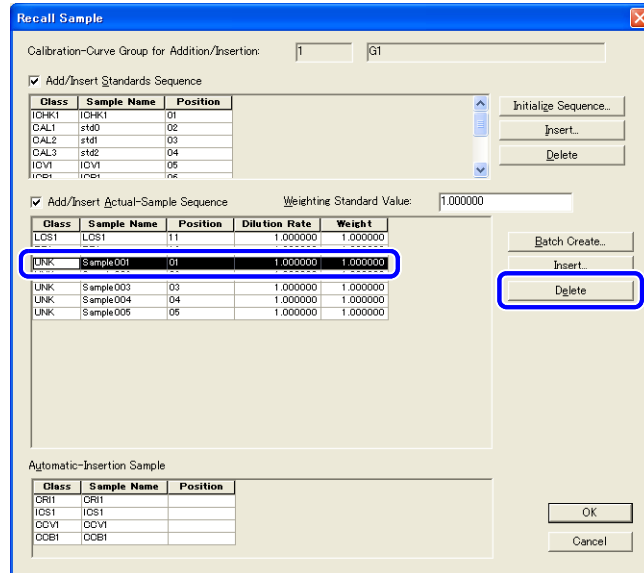 Recall Sample
Calibration-Curve Group for Addition/Insertion: 1 G1
Add/Insert Standards Sequence
Class Sample Name Position
ICHK1 ICHK1 01
CAL1 std0 02
CAL2 std1 03
CAL3 std2 04
ICV1 ICV1 05
Initialize Sequence...
Insert...
Delete
Add/Insert Actual-Sample Sequence Weighting Standard Value: 1.000000
Class Sample Name Position Dilution Rate Weight
LCS1 LCS1 11 1.000000 1.000000
UNK Sample001 01 1.000000 1.000000
UNK Sample003 03 1.000000 1.000000
UNK Sample004 04 1.000000 1.000000
UNK Sample005 05 1.000000 1.000000
Batch Create...
Insert...
Delete
Automatic-Insertion Sample
Class Sample Name Position
CRI1 CRI1
ICS1 ICS1
CCV1 CCV1
CCB1 CCB1
OK
Cancel